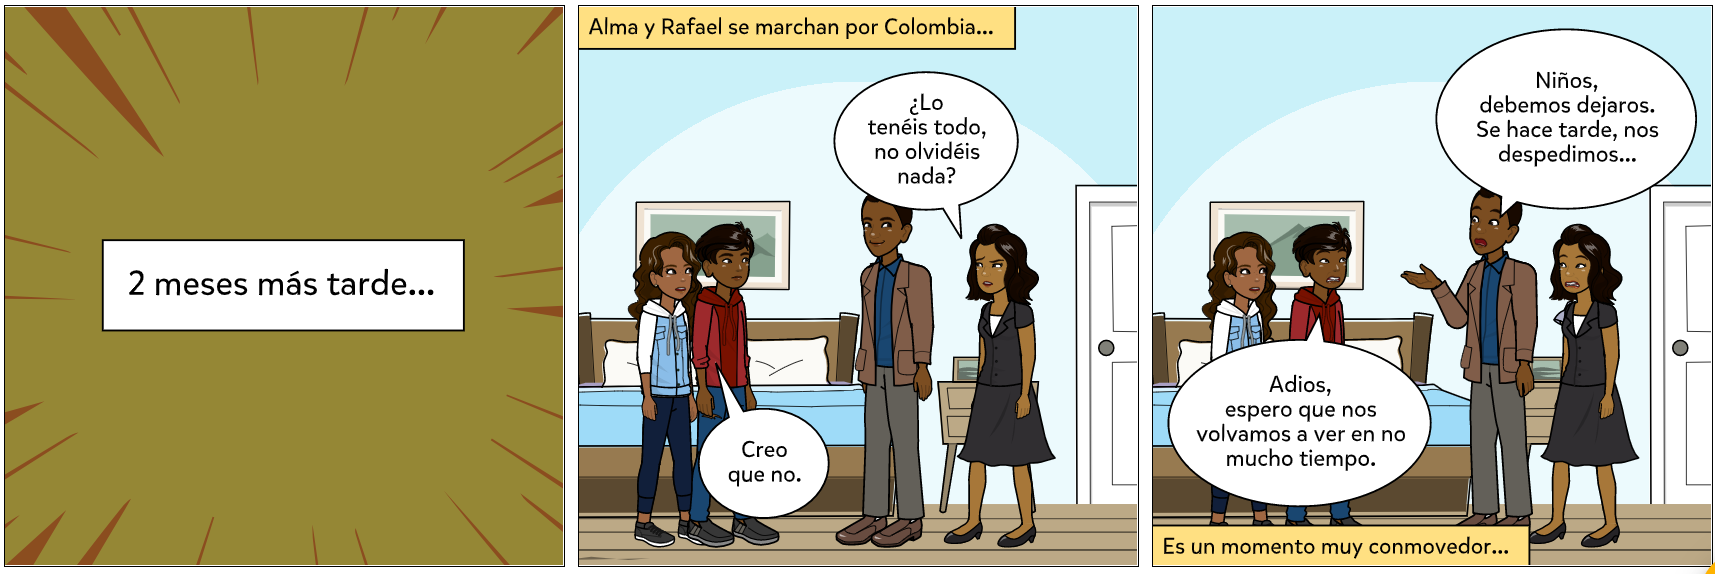 2 meses más tarde...
Alma y Rafael se marchan por Colombia...
¿Lo
tenéis todo,
no olvidéis
nada?
Creo
que no.
Niños,
debemos dejaros.
Se hace tarde, nos
despedimos...
Adios,
espero que nos
volvamos a ver en no
mucho tiempo.
Es un momento muy conmovedor...